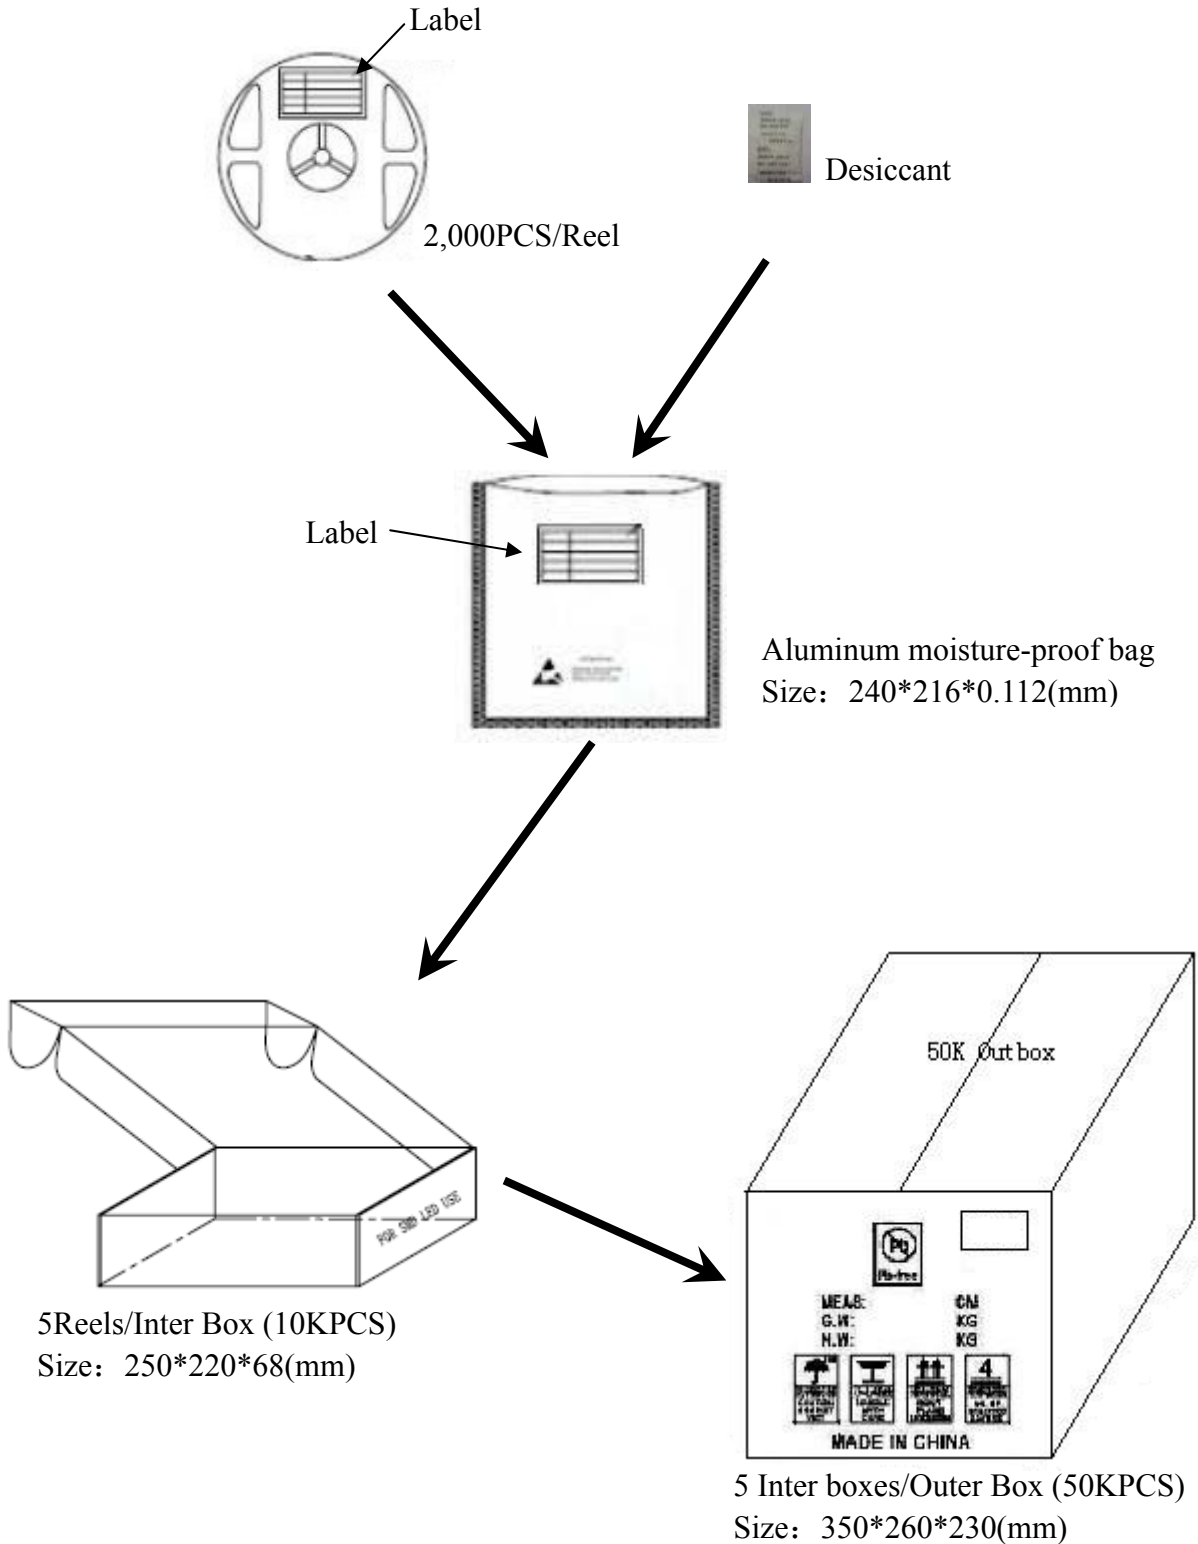 Label
2,000PCS/Reel
Desiccant
Label
Aluminum moisture-proof bag
Size：240*216*0.112(mm)
FOR SMD LED USE
5Reels/Inter Box (10KPCS)
Size：250*220*68(mm)
50K Outbox
Pb
Pb-free
MEAS: CM
G.W: KG
N.W: KG
4
MADE IN CHINA
5 Inter boxes/Outer Box (50KPCS)
Size：350*260*230(mm)